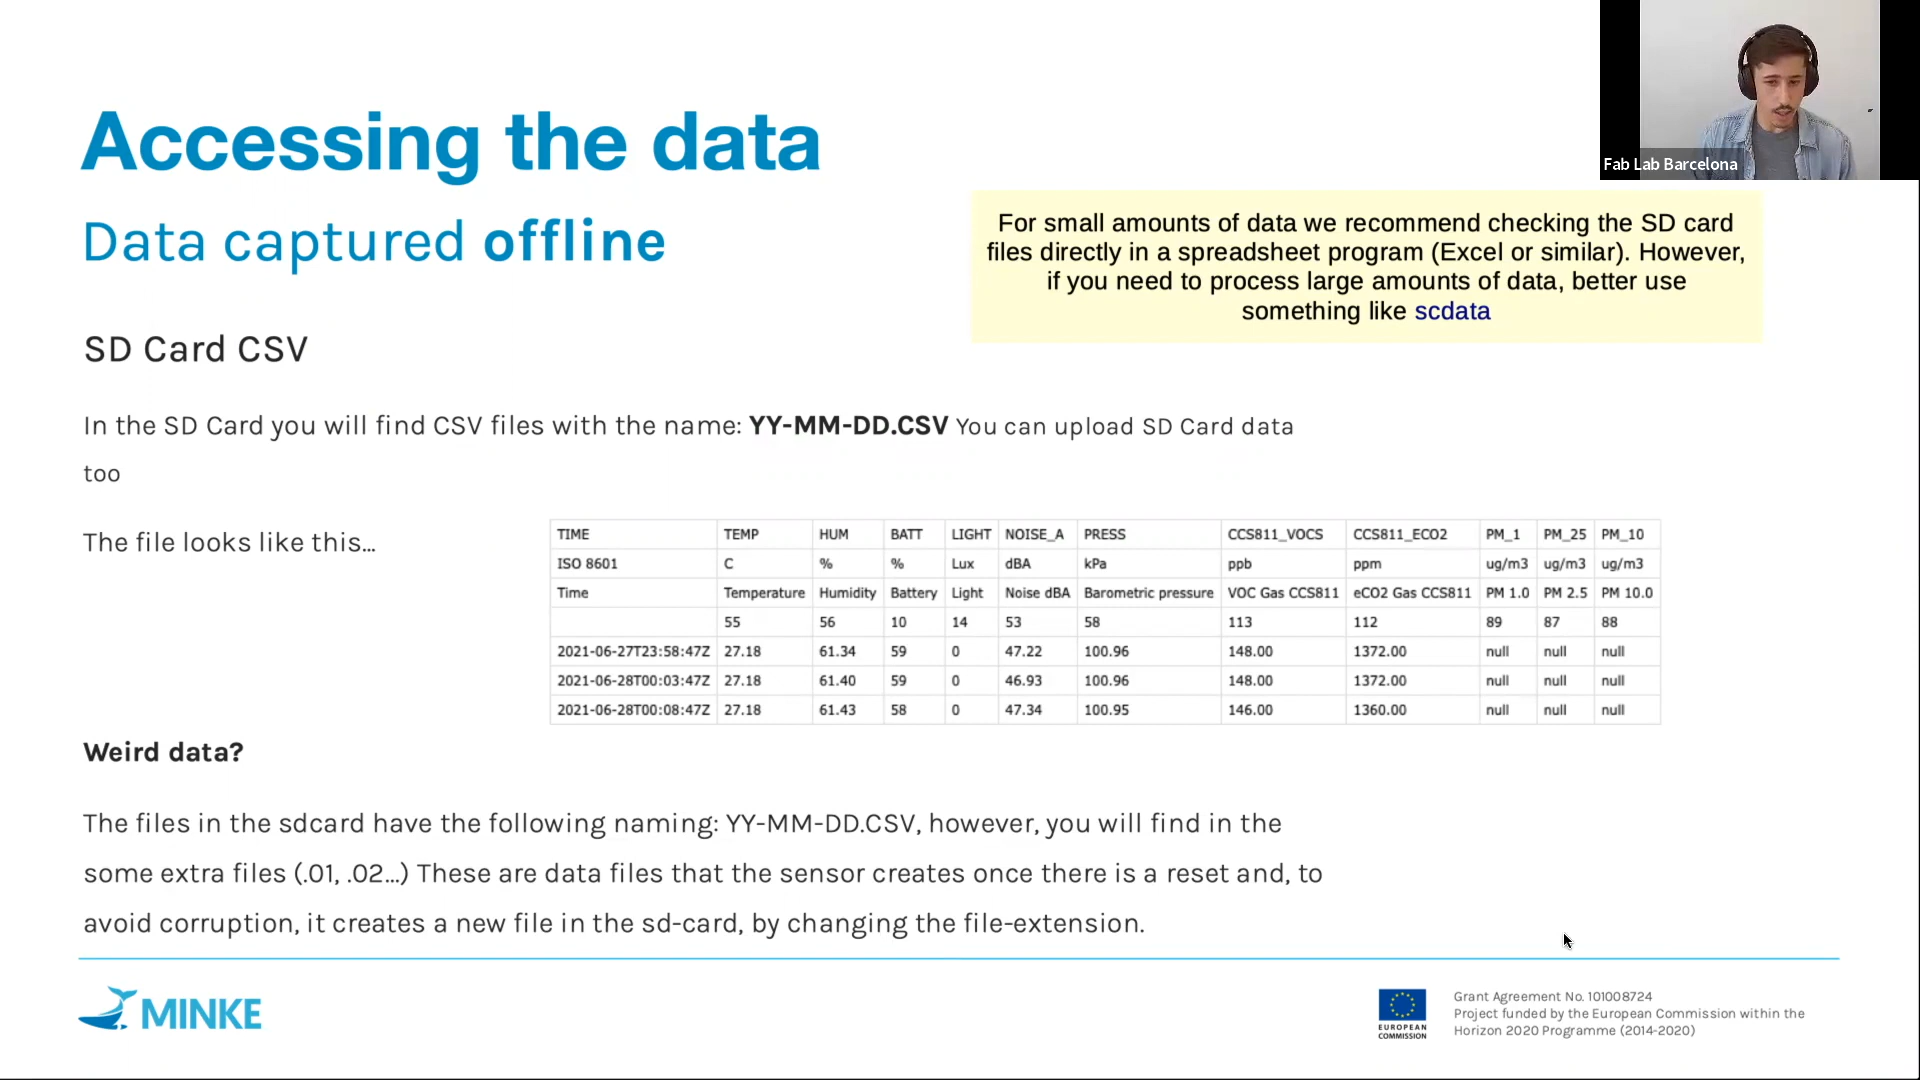 Fab Lab Barcelona
Accessing the data
Data captured offline
For small amounts of data we recommend checking the SD card
files directly in a spreadsheet program (Excel or similar). However,
if you need to process large amounts of data, better use
something like scdata
SD Card CSV
In the SD Card you will find CSV files with the name: YY-MM-DD.CSV You can upload SD Card data
too
The file looks like this...
TIME TEMP HUM BATT LIGHT NOISE_A PRESS CCS811_VOCS CCS811_ECO2 PM_1 PM_25 PM_10
ISO 8601 C % % Lux dBA kPa ppb ppm ug/m3 ug/m3 ug/m3
Time Temperature Humidity Battery Light Noise dBA Barometric pressure VOC Gas CCS811 eCO2 Gas CCS811 PM 1.0 PM 2.5 PM 10.0
55 56 10 14 53 58 113 112 89 87 88
2021-06-27T23:58:47Z 27.18 61.34 59 0 47.22 100.96 148.00 1372.00 null null null
2021-06-28T00:03:47Z 27.18 61.40 59 0 46.93 100.96 148.00 1372.00 null null null
2021-06-28T00:08:47Z 27.18 61.43 58 0 47.34 100.95 146.00 1360.00 null null null
Weird data?
The files in the sdcard have the following naming: YY-MM-DD.CSV, however, you will find in the
some extra files (.01, .02...) These are data files that the sensor creates once there is a reset and, to
avoid corruption, it creates a new file in the sd-card, by changing the file-extension.
MINKE
EUROPEAN
COMMISSION
Grant Agreement No. 101008724
Project funded by the European Commission within the
Horizon 2020 Programme (2014-2020)